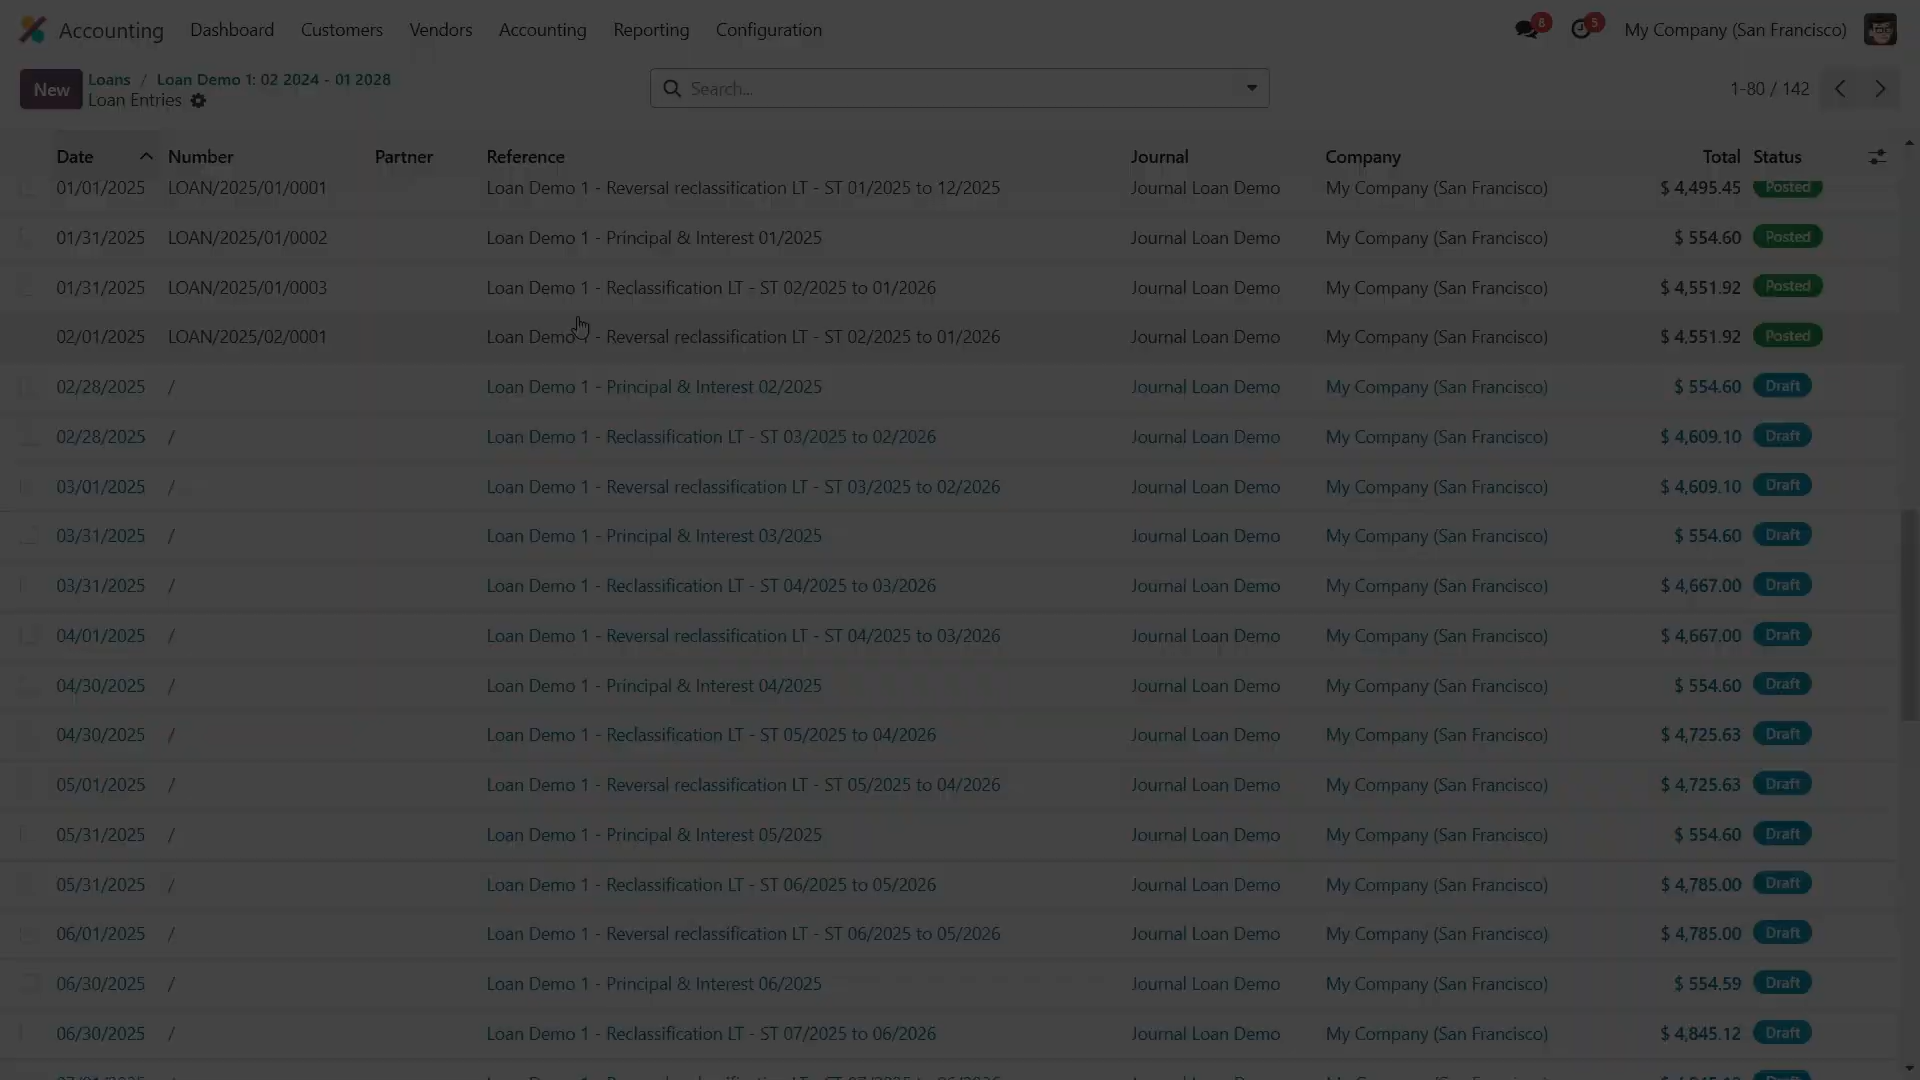 Accounting Dashboard Customers Vendors Accounting Reporting Configuration 8 5 My Company (San Francisco)
New Loans / Loan Demo 1: 02 2024 - 01 2028
Loan Entries Search... 1-80 / 142
Date Number Partner Reference Journal Company Total Status
01/01/2025 LOAN/2025/01/0001 Loan Demo 1 - Reversal reclassification LT - ST 01/2025 to 12/2025 Journal Loan Demo My Company (San Francisco) $ 4,495.45 Posted
01/31/2025 LOAN/2025/01/0002 Loan Demo 1 - Principal & Interest 01/2025 Journal Loan Demo My Company (San Francisco) $ 554.60 Posted
01/31/2025 LOAN/2025/01/0003 Loan Demo 1 - Reclassification LT - ST 02/2025 to 01/2026 Journal Loan Demo My Company (San Francisco) $ 4,551.92 Posted
02/01/2025 LOAN/2025/02/0001 Loan Demo 1 - Reversal reclassification LT - ST 02/2025 to 01/2026 Journal Loan Demo My Company (San Francisco) $ 4,551.92 Posted
02/28/2025 / Loan Demo 1 - Principal & Interest 02/2025 Journal Loan Demo My Company (San Francisco) $ 554.60 Draft
02/28/2025 / Loan Demo 1 - Reclassification LT - ST 03/2025 to 02/2026 Journal Loan Demo My Company (San Francisco) $ 4,609.10 Draft
03/01/2025 / Loan Demo 1 - Reversal reclassification LT - ST 03/2025 to 02/2026 Journal Loan Demo My Company (San Francisco) $ 4,609.10 Draft
03/31/2025 / Loan Demo 1 - Principal & Interest 03/2025 Journal Loan Demo My Company (San Francisco) $ 554.60 Draft
03/31/2025 / Loan Demo 1 - Reclassification LT - ST 04/2025 to 03/2026 Journal Loan Demo My Company (San Francisco) $ 4,667.00 Draft
04/01/2025 / Loan Demo 1 - Reversal reclassification LT - ST 04/2025 to 03/2026 Journal Loan Demo My Company (San Francisco) $ 4,667.00 Draft
04/30/2025 / Loan Demo 1 - Principal & Interest 04/2025 Journal Loan Demo My Company (San Francisco) $ 554.60 Draft
04/30/2025 / Loan Demo 1 - Reclassification LT - ST 05/2025 to 04/2026 Journal Loan Demo My Company (San Francisco) $ 4,725.63 Draft
05/01/2025 / Loan Demo 1 - Reversal reclassification LT - ST 05/2025 to 04/2026 Journal Loan Demo My Company (San Francisco) $ 4,725.63 Draft
05/31/2025 / Loan Demo 1 - Principal & Interest 05/2025 Journal Loan Demo My Company (San Francisco) $ 554.60 Draft
05/31/2025 / Loan Demo 1 - Reclassification LT - ST 06/2025 to 05/2026 Journal Loan Demo My Company (San Francisco) $ 4,785.00 Draft
06/01/2025 / Loan Demo 1 - Reversal reclassification LT - ST 06/2025 to 05/2026 Journal Loan Demo My Company (San Francisco) $ 4,785.00 Draft
06/30/2025 / Loan Demo 1 - Principal & Interest 06/2025 Journal Loan Demo My Company (San Francisco) $ 554.59 Draft
06/30/2025 / Loan Demo 1 - Reclassification LT - ST 07/2025 to 06/2026 Journal Loan Demo My Company (San Francisco) $ 4,845.12 Draft